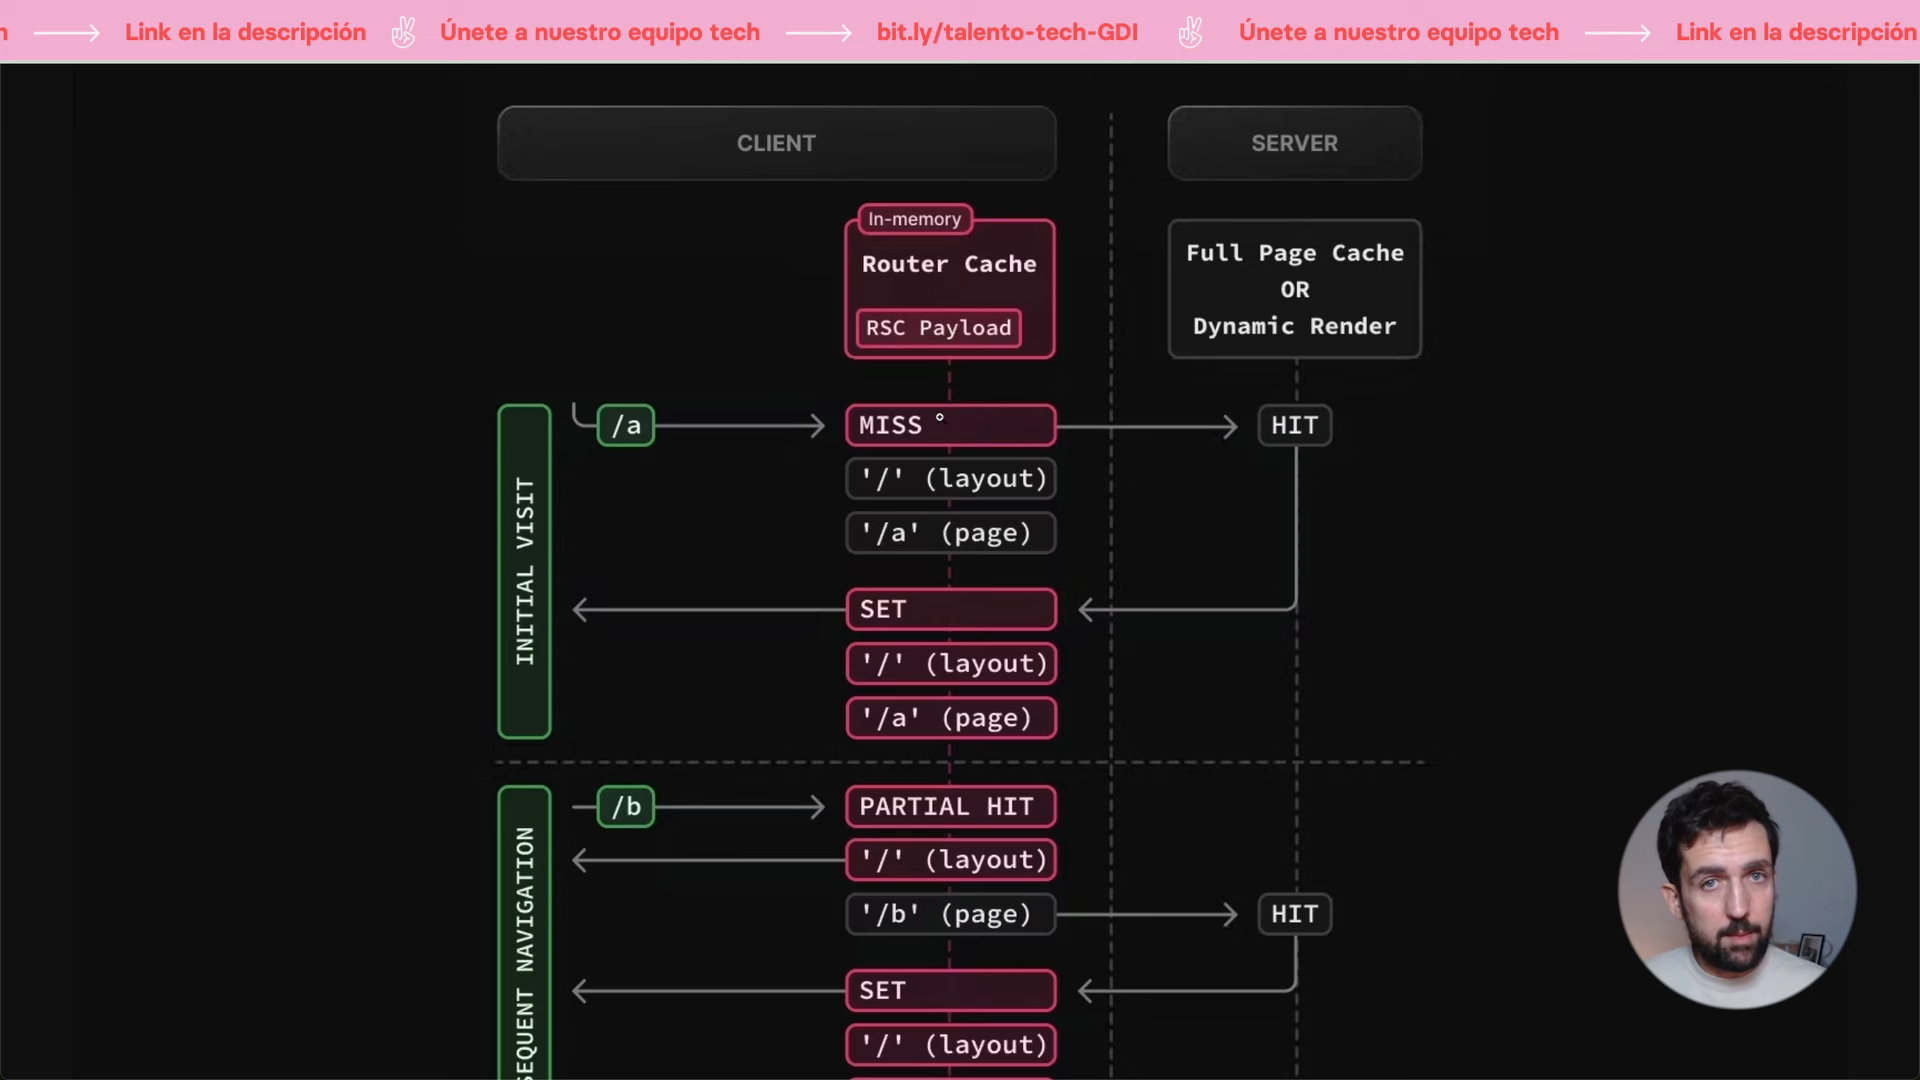 Link en la descripción Únete a nuestro equipo tech bit.ly/talento-tech-GDI Únete a nuestro equipo tech Link en la descripción
CLIENT
SERVER
In-memory
Router Cache
RSC Payload
Full Page Cache
OR
Dynamic Render
INITIAL VISIT
/a
MISS
HIT
'/' (layout)
'/a' (page)
SET
'/' (layout)
'/a' (page)
SEQUENT NAVIGATION
/b
PARTIAL HIT
'/' (layout)
'/b' (page)
HIT
SET
'/' (layout)